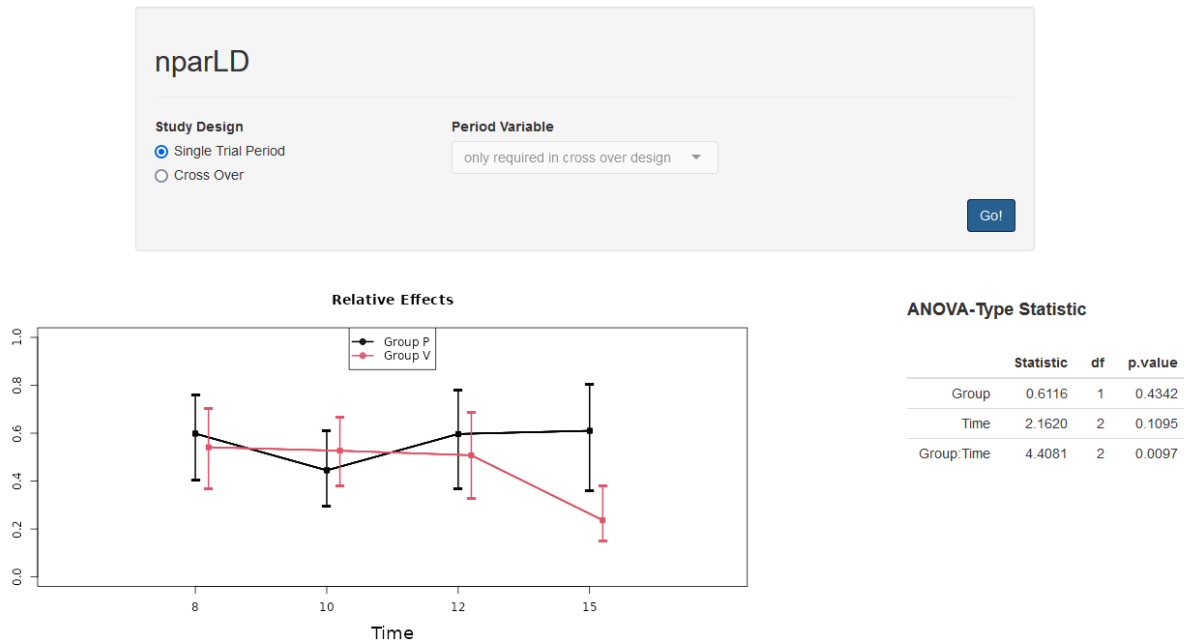 nparLD
Study Design
Period Variable
Single Trial Period
only required in cross over design
Cross Over
Go!
Relative Effects
Group P
Group V
1.0
0.8
0.6
0.4
0.2
0.0
8 10 12 15
Time
ANOVA-Type Statistic
Statistic df p.value
Group 0.6116 1 0.4342
Time 2.1620 2 0.1095
Group:Time 4.4081 2 0.0097